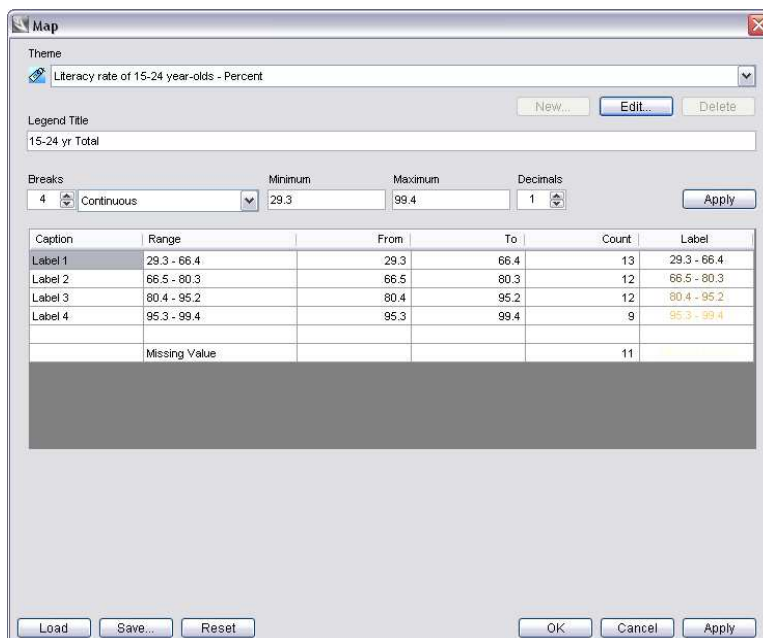 Map
Theme
Literacy rate of 15-24 year-olds - Percent
New... Edit... Delete
Legend Title
15-24 yr Total
Breaks Minimum Maximum Decimals
4 Continuous 29.3 99.4 1 Apply
Caption Range From To Count Label
Label 1 29.3 - 66.4 29.3 66.4 13 29.3 - 66.4
Label 2 66.5 - 80.3 66.5 80.3 12 66.5 - 80.3
Label 3 80.4 - 95.2 80.4 95.2 12 80.4 - 95.2
Label 4 95.3 - 99.4 95.3 99.4 9 95.3 - 99.4
Missing Value 11
Load Save... Reset OK Cancel Apply